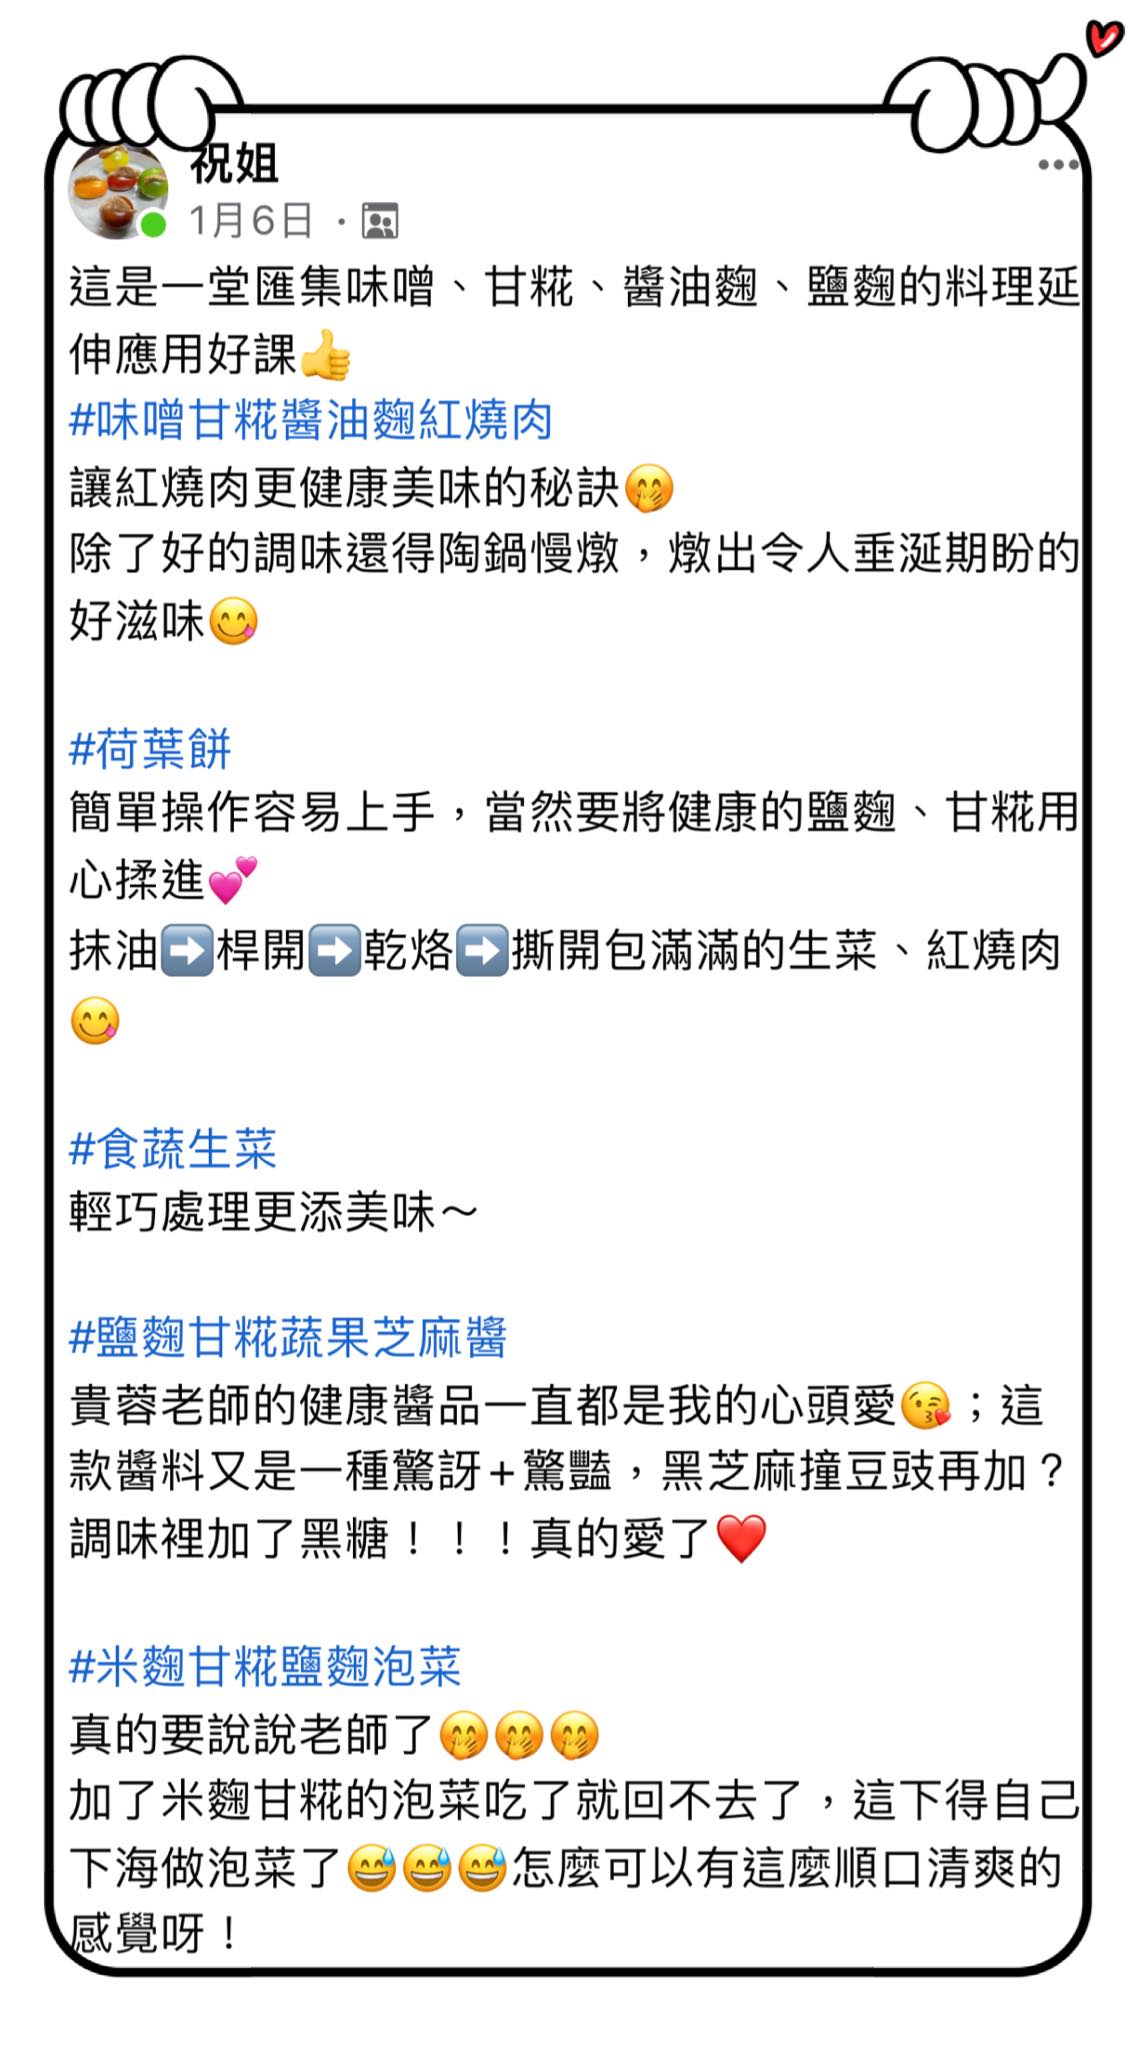 祝姐
1月6日 ·
這是一堂匯集味噌、甘糀、醬油麴、鹽麴的料理延
伸應用好課👍
#味噌甘糀醬油麴紅燒肉
讓紅燒肉更健康美味的秘訣🤭
除了好的調味還得陶鍋慢燉，燉出令人垂涎期盼的
好滋味😋
#荷葉餅
簡單操作容易上手，當然要將健康的鹽麴、甘糀用
心揉進💕
抹油➡️桿開➡️乾烙➡️撕開包滿滿的生菜、紅燒肉
😋
#食蔬生菜
輕巧處理更添美味～
#鹽麴甘糀蔬果芝麻醬
貴蓉老師的健康醬品一直都是我的心頭愛😘；這
款醬料又是一種驚訝+驚豔，黑芝麻撞豆豉再加？
調味裡加了黑糖！！！真的愛了❤️
#米麴甘糀鹽麴泡菜
真的要說說老師了🤭🤭🤭
加了米麴甘糀的泡菜吃了就回不去了，這下得自己
下海做泡菜了😅😅😅怎麼可以有這麼順口清爽的
感覺呀！